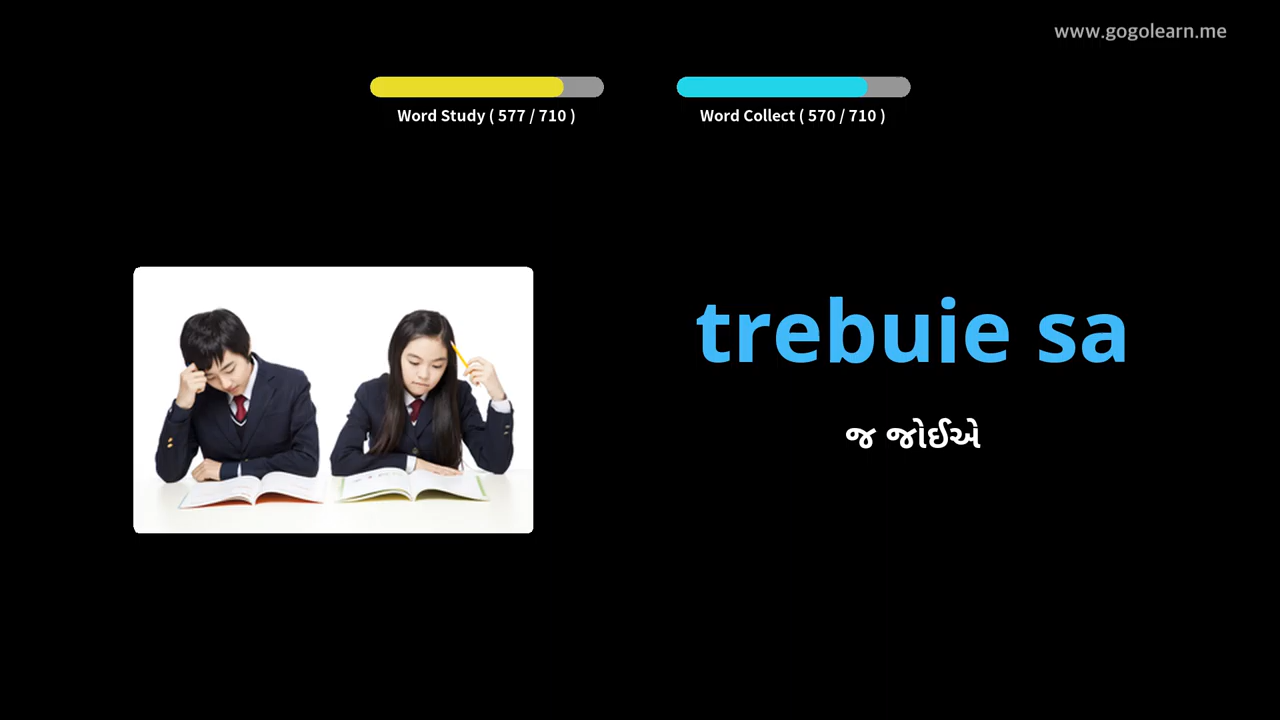 www.gogolearn.me
Word Study ( 577 / 710 )
Word Collect ( 570 / 710 )
trebuie sa
જ જોઈએ